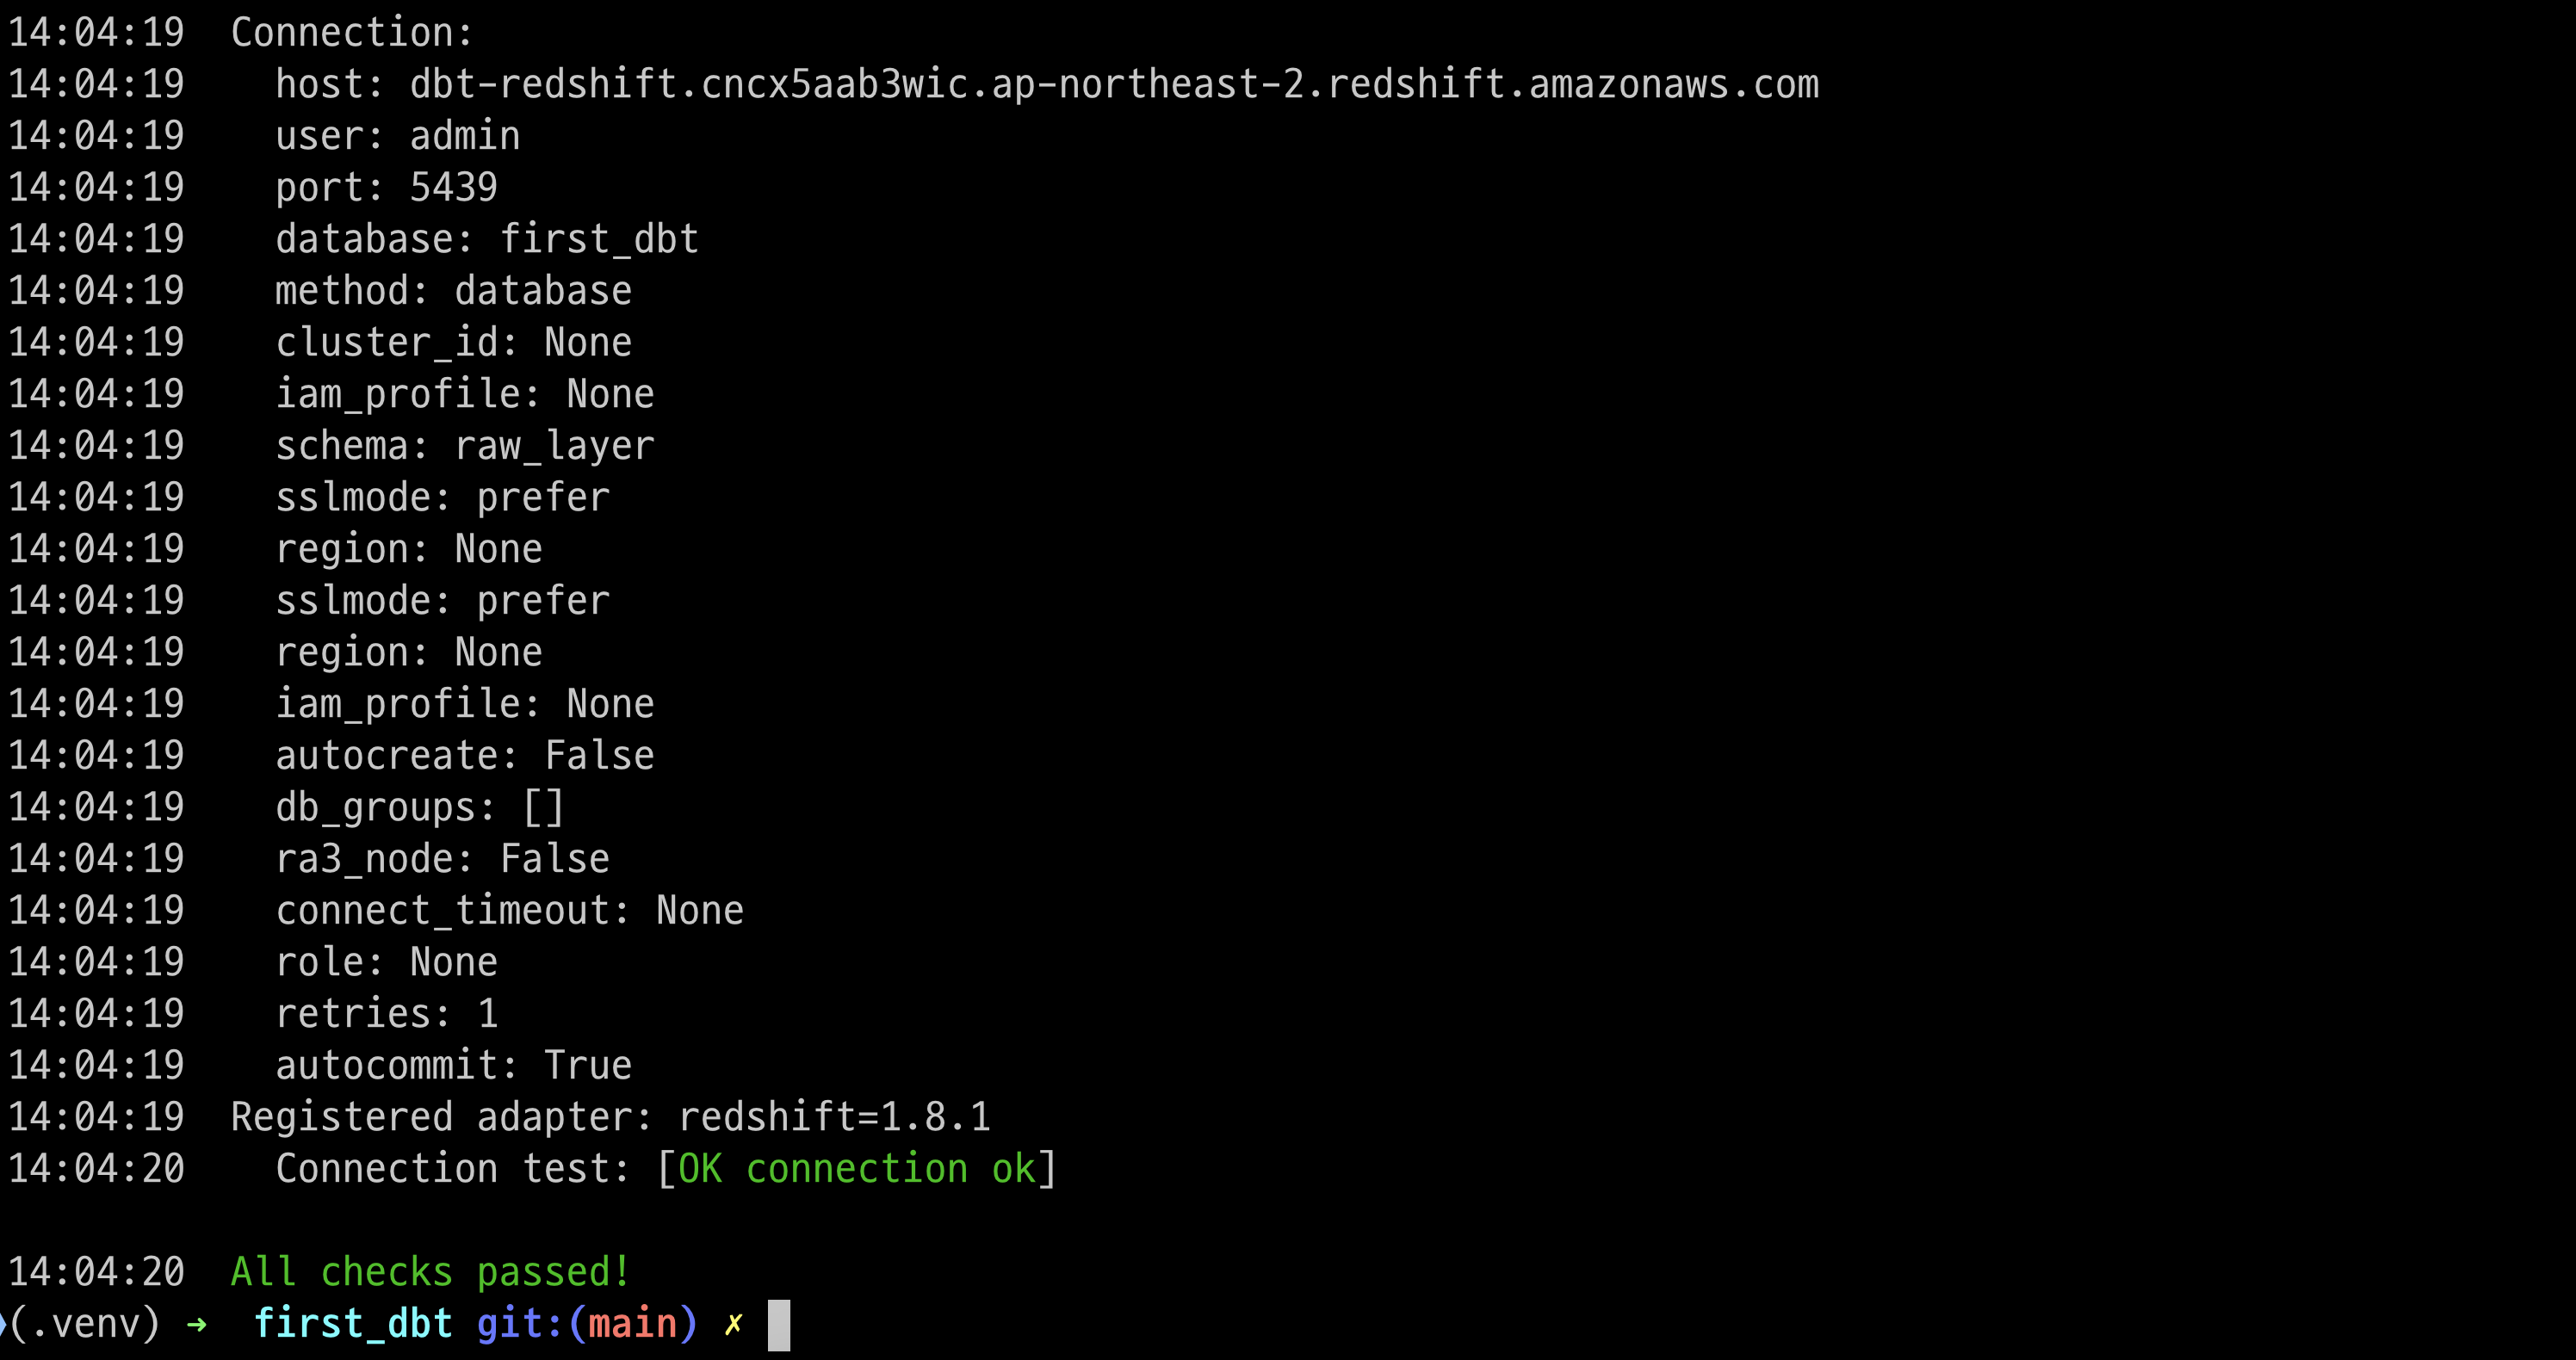 14:04:19  Connection:
14:04:19    host: dbt-redshift.cncx5aab3wic.ap-northeast-2.redshift.amazonaws.com
14:04:19    user: admin
14:04:19    port: 5439
14:04:19    database: first_dbt
14:04:19    method: database
14:04:19    cluster_id: None
14:04:19    iam_profile: None
14:04:19    schema: raw_layer
14:04:19    sslmode: prefer
14:04:19    region: None
14:04:19    sslmode: prefer
14:04:19    region: None
14:04:19    iam_profile: None
14:04:19    autocreate: False
14:04:19    db_groups: []
14:04:19    ra3_node: False
14:04:19    connect_timeout: None
14:04:19    role: None
14:04:19    retries: 1
14:04:19    autocommit: True
14:04:19  Registered adapter: redshift=1.8.1
14:04:20    Connection test: [OK connection ok]
14:04:20  All checks passed!
(.venv) ➜  first_dbt git:(main) ✗